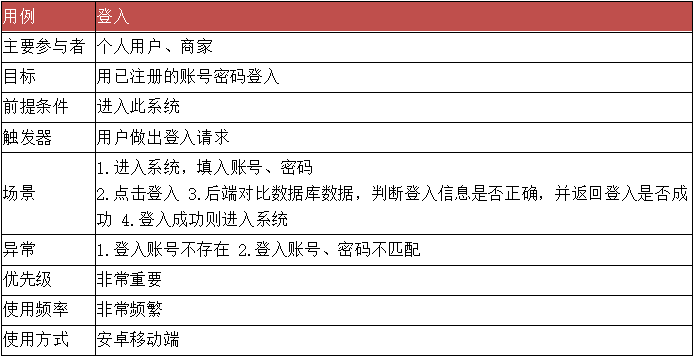 用例 登入
主要参与者 个人用户、商家
目标 用已注册的账号密码登入
前提条件 进入此系统
触发器 用户做出登入请求
场景
1.进入系统，填入账号、密码
2.点击登入 3.后端对比数据库数据，判断登入信息是否正确，并返回登入是否成
功 4.登入成功则进入系统
异常 1.登入账号不存在 2.登入账号、密码不匹配
优先级 非常重要
使用频率 非常频繁
使用方式 安卓移动端